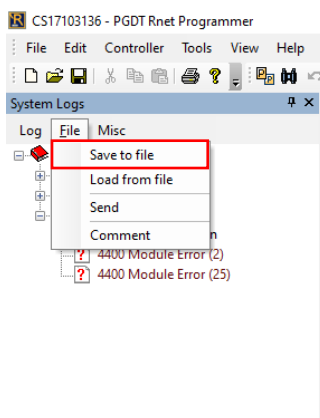 CS17103136 - PGDT Rnet Programmer
File Edit Controller Tools View Help
System Logs
Log File Misc
Save to file
Load from file
Send
Comment
4400 Module Error (2)
4400 Module Error (25)